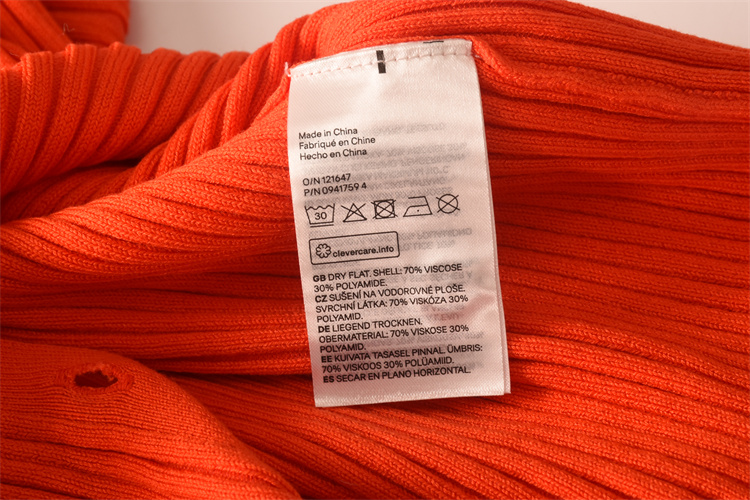 Made in China
Fabriqué en Chine
Hecho en China
O/N 121647
P/N 0941759 4
30
clevercare.info
GB DRY FLAT. SHELL: 70% VISCOSE
30% POLYAMIDE.
CZ SUŠENÍ NA VODOROVNÉ PLOŠE.
SVRCHNÍ LÁTKA: 70% VISKÓZA 30%
POLYAMID.
DE LIEGEND TROCKNEN.
OBERMATERIAL: 70% VISKOSE 30%
POLYAMID.
EE KUIVATA TASASEL PINNAL. ÜMBRIS:
70% VISKOOS 30% POLÜAMIID.
ES SECAR EN PLANO HORIZONTAL.